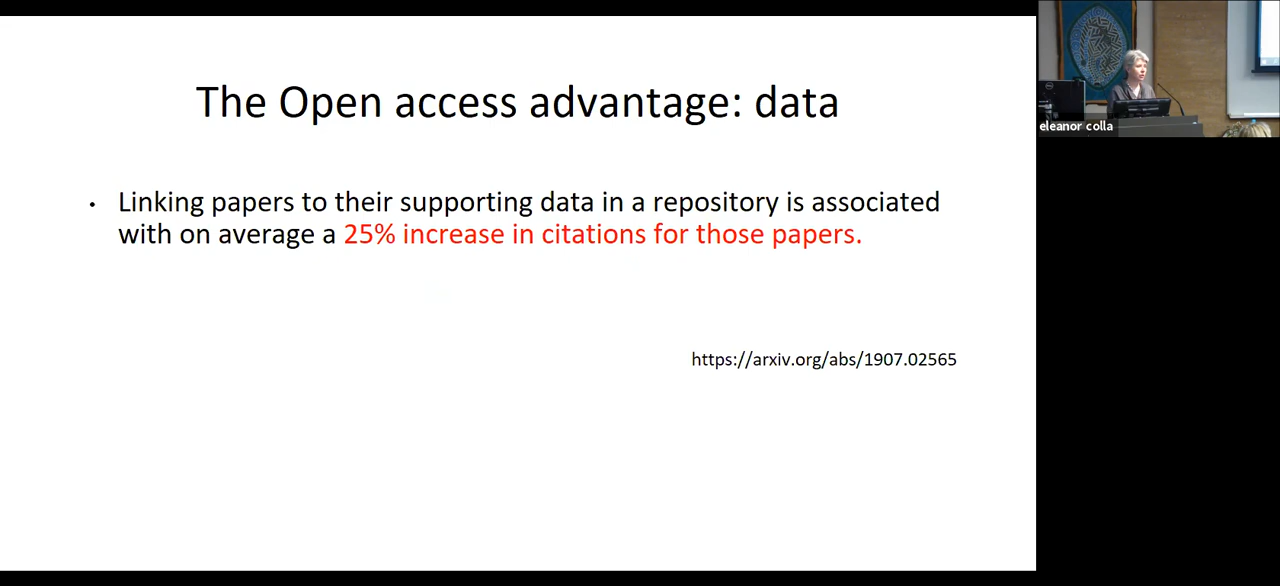 The Open access advantage: data
• Linking papers to their supporting data in a repository is associated
with on average a 25% increase in citations for those papers.
https://arxiv.org/abs/1907.02565
eleanor colla